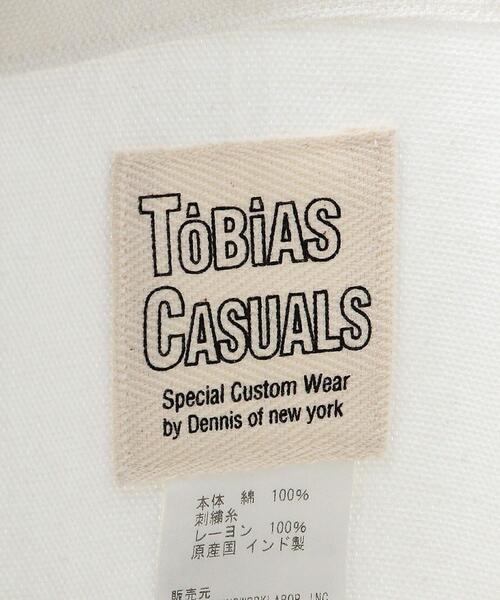 TOBiAS
CASUALS
Special Custom Wear
by Dennis of new york
本体 綿 100%
刺繍糸
レーヨン 100%
原産国 インド製
販売元